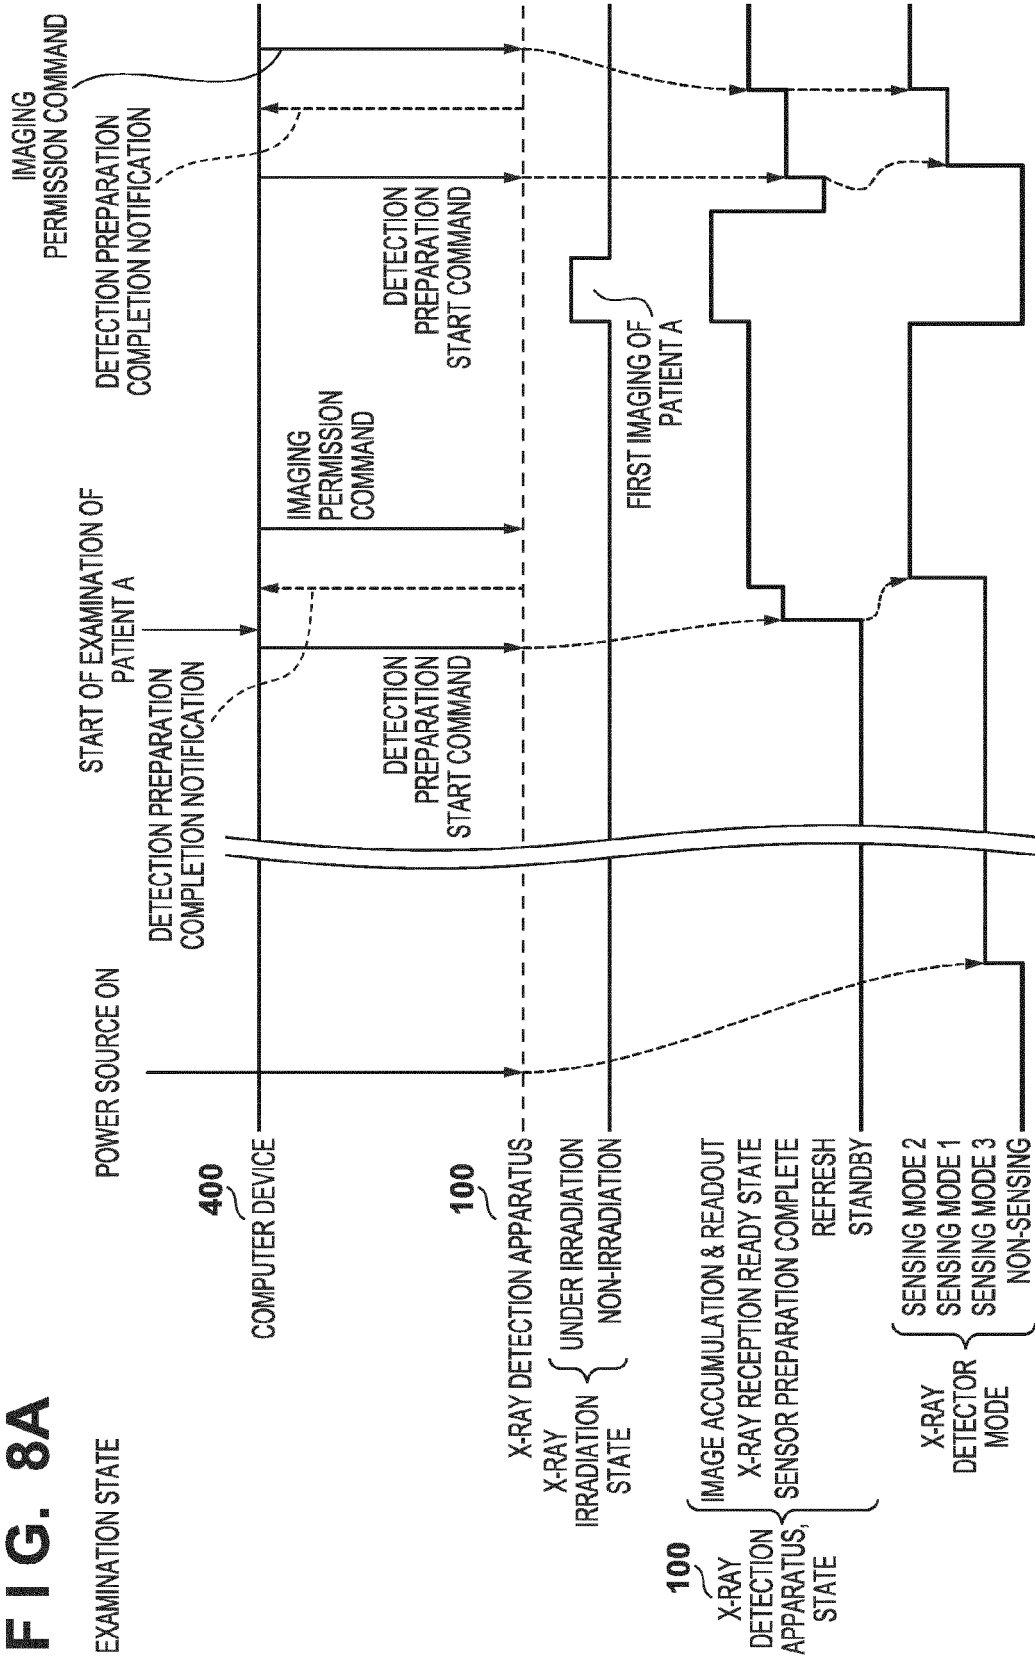 FIG. 8A
EXAMINATION STATE
POWER SOURCE ON
START OF EXAMINATION OF
PATIENT A
DETECTION PREPARATION
COMPLETION NOTIFICATION
DETECTION PREPARATION
COMPLETION NOTIFICATION
IMAGING
PERMISSION COMMAND
400
COMPUTER DEVICE
DETECTION
PREPARATION
START COMMAND
IMAGING
PERMISSION
COMMAND
DETECTION
PREPARATION
START COMMAND
100
X-RAY DETECTION APPARATUS
X-RAY
IRRADIATION
STATE
UNDER IRRADIATION
NON-IRRADIATION
FIRST IMAGING OF
PATIENT A
100
X-RAY
DETECTION
APPARATUS,
STATE
IMAGE ACCUMULATION & READOUT
X-RAY RECEPTION READY STATE
SENSOR PREPARATION COMPLETE
REFRESH
STANDBY
X-RAY
DETECTOR
MODE
SENSING MODE 2
SENSING MODE 1
SENSING MODE 3
NON-SENSING